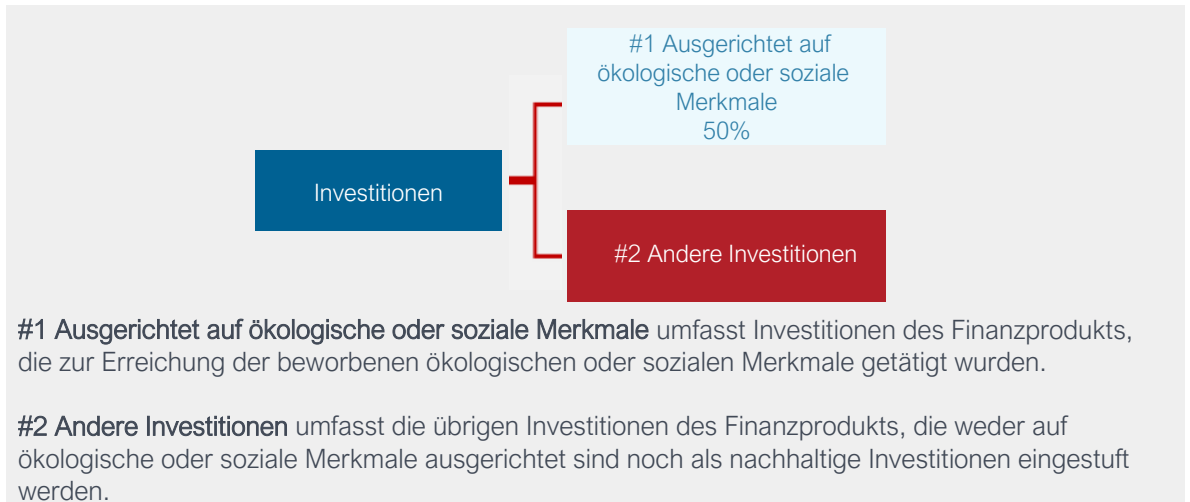 #1 Ausgerichtet auf
ökologische oder soziale
Merkmale
50%
Investitionen
#2 Andere Investitionen
#1 Ausgerichtet auf ökologische oder soziale Merkmale umfasst Investitionen des Finanzprodukts,
die zur Erreichung der beworbenen ökologischen oder sozialen Merkmale getätigt wurden.
#2 Andere Investitionen umfasst die übrigen Investitionen des Finanzprodukts, die weder auf
ökologische oder soziale Merkmale ausgerichtet sind noch als nachhaltige Investitionen eingestuft
werden.